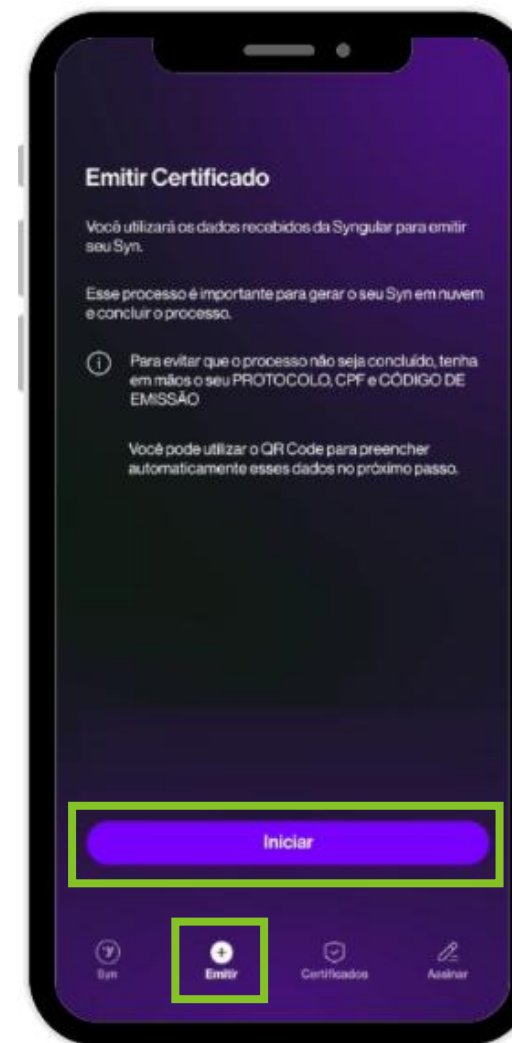 Emitir Certificado
Você utilizará os dados recebidos da Syngular para emitir
seu Syn.
Esse processo é importante para gerar o seu Syn em nuvem
e concluir o processo.
Para evitar que o processo não seja concluído, tenha
em mãos o seu PROTOCOLO, CPF e CÓDIGO DE
EMISSÃO
Você pode utilizar o QR Code para preencher
automaticamente esses dados no próximo passo.
Iniciar
Syn Emitir Certificados Assinar